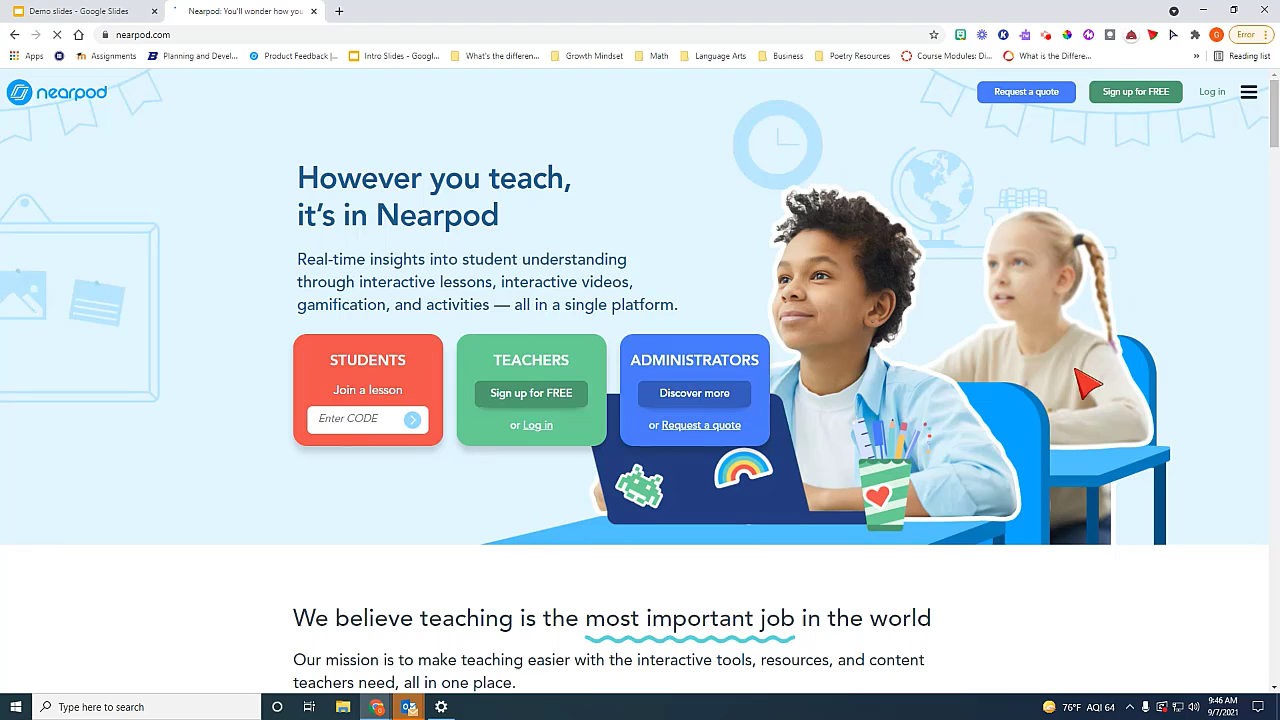 Demo slides - Google Slides
Nearpod: You'll wonder how you
nearpod.com
Error
Apps
Assignments
Planning and Devel...
Product Feedback |
Intro Slides - Googl...
What's the differen...
Growth Mindset
Math
Language Arts
Business
Poetry Resources
Course Modules: Di...
What is the Differe...
»
Reading list
nearpod
Request a quote
Sign up for FREE
Log in
However you teach,
it's in Nearpod
Real-time insights into student understanding
through interactive lessons, interactive videos,
gamification, and activities — all in a single platform.
STUDENTS
Join a lesson
Enter CODE
TEACHERS
Sign up for FREE
or Log in
ADMINISTRATORS
Discover more
or Request a quote
We believe teaching is the most important job in the world
Our mission is to make teaching easier with the interactive tools, resources, and content
teachers need, all in one place.
Type here to search
76°F AQI 64
9:46 AM
9/7/2021